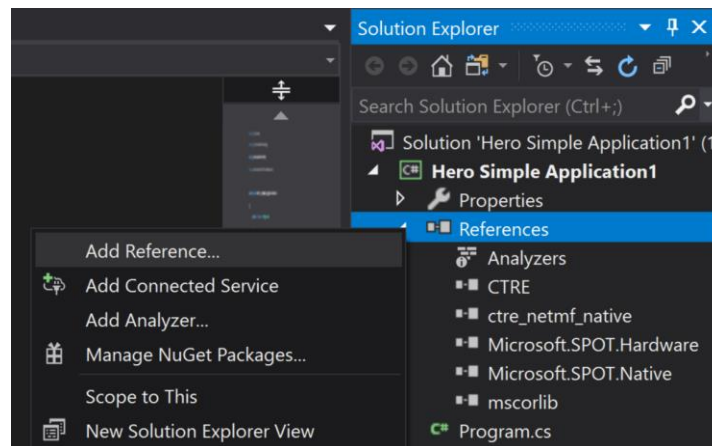 Solution Explorer
Search Solution Explorer (Ctrl+;)
Solution 'Hero Simple Application1' (1
C# Hero Simple Application1
Properties
References
Analyzers
CTRE
ctre_netmf_native
Microsoft.SPOT.Hardware
Microsoft.SPOT.Native
mscorlib
C# Program.cs
Add Reference...
Add Connected Service
Add Analyzer...
Manage NuGet Packages...
Scope to This
New Solution Explorer View